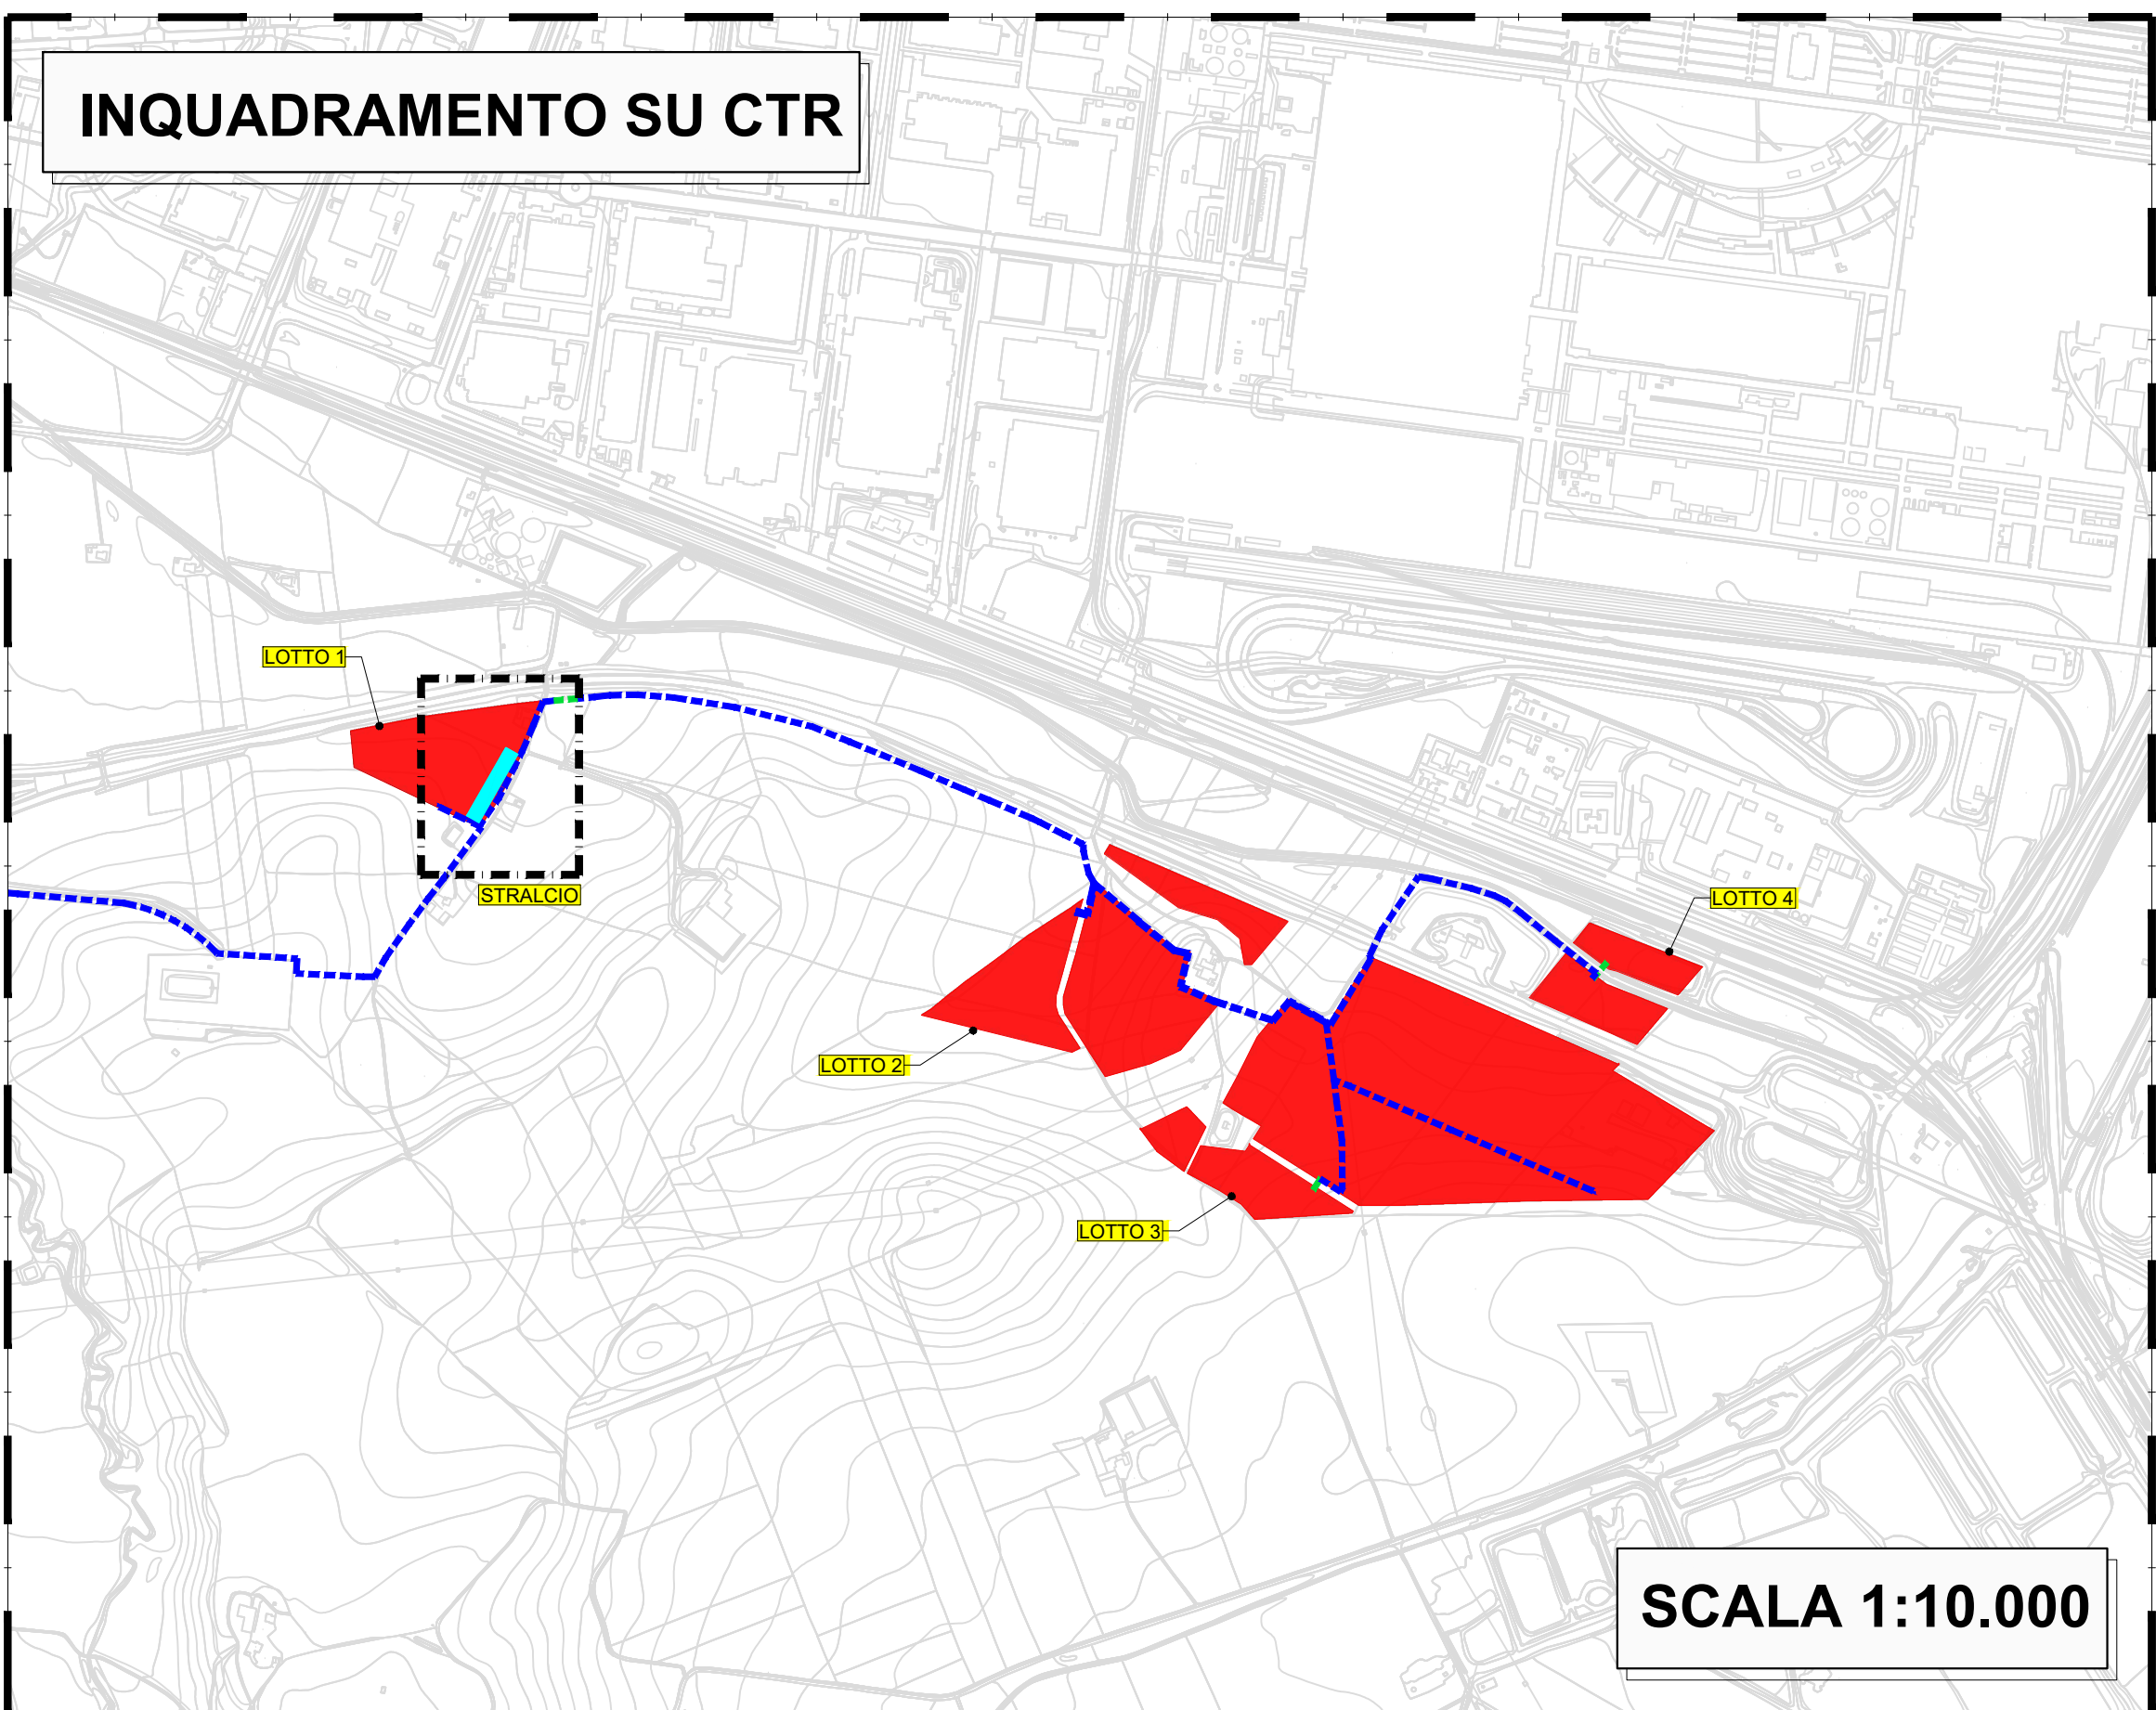 INQUADRAMENTO SU CTR
LOTTO 1
STRALCIO
LOTTO 4
LOTTO 2
LOTTO 3
SCALA 1:10.000